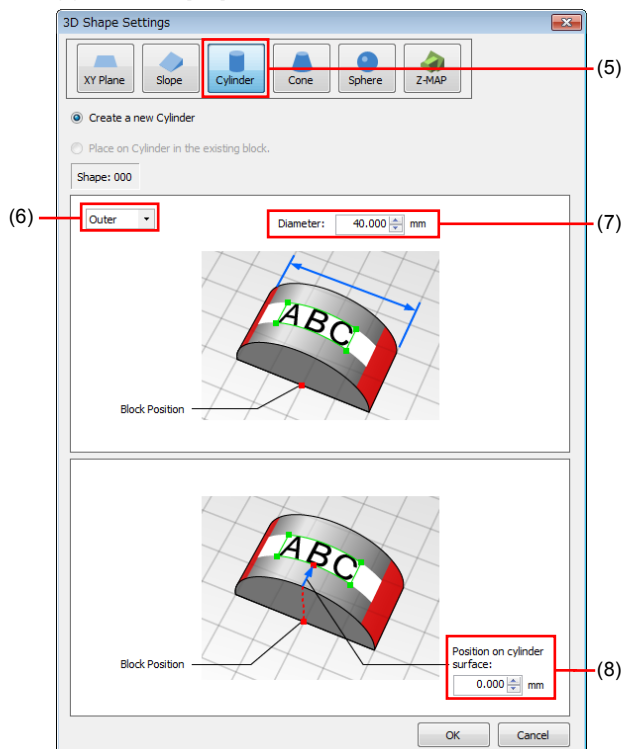 3D Shape Settings
XY Plane
Slope
Cylinder
Cone
Sphere
Z-MAP
(5)
Create a new Cylinder
Place on Cylinder in the existing block.
Shape: 000
(6)
Outer
Diameter: 40.000 mm
(7)
ABC
Block Position
ABC
Block Position
Position on cylinder
surface:
0.000 mm
(8)
OK
Cancel